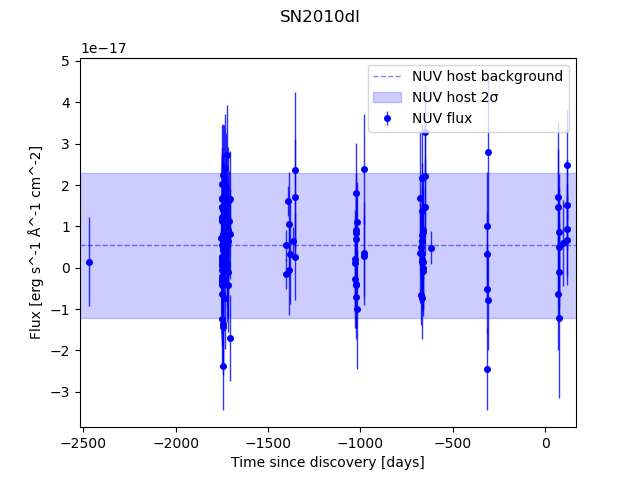 SN2010dl
1e−17
NUV host background
NUV host 2σ
NUV flux
Flux [erg s^-1 Å^-1 cm^-2]
5
4
3
2
1
0
−1
−2
−3
−2500 −2000 −1500 −1000 −500 0
Time since discovery [days]